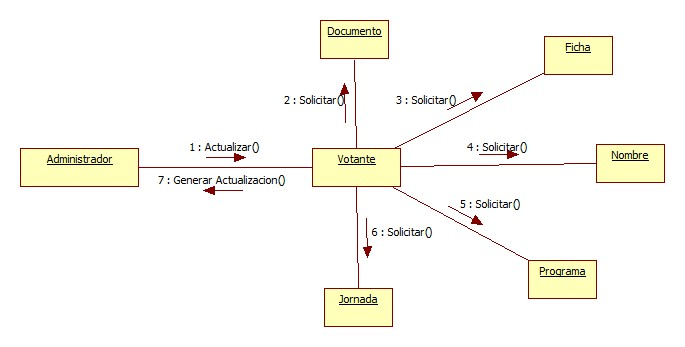 Documento
Ficha
2 : Solicitar()
3 : Solicitar()
1 : Actualizar()
4 : Solicitar()
Administrador
Votante
Nombre
7 : Generar Actualizacion()
5 : Solicitar()
6 : Solicitar()
Programa
Jornada